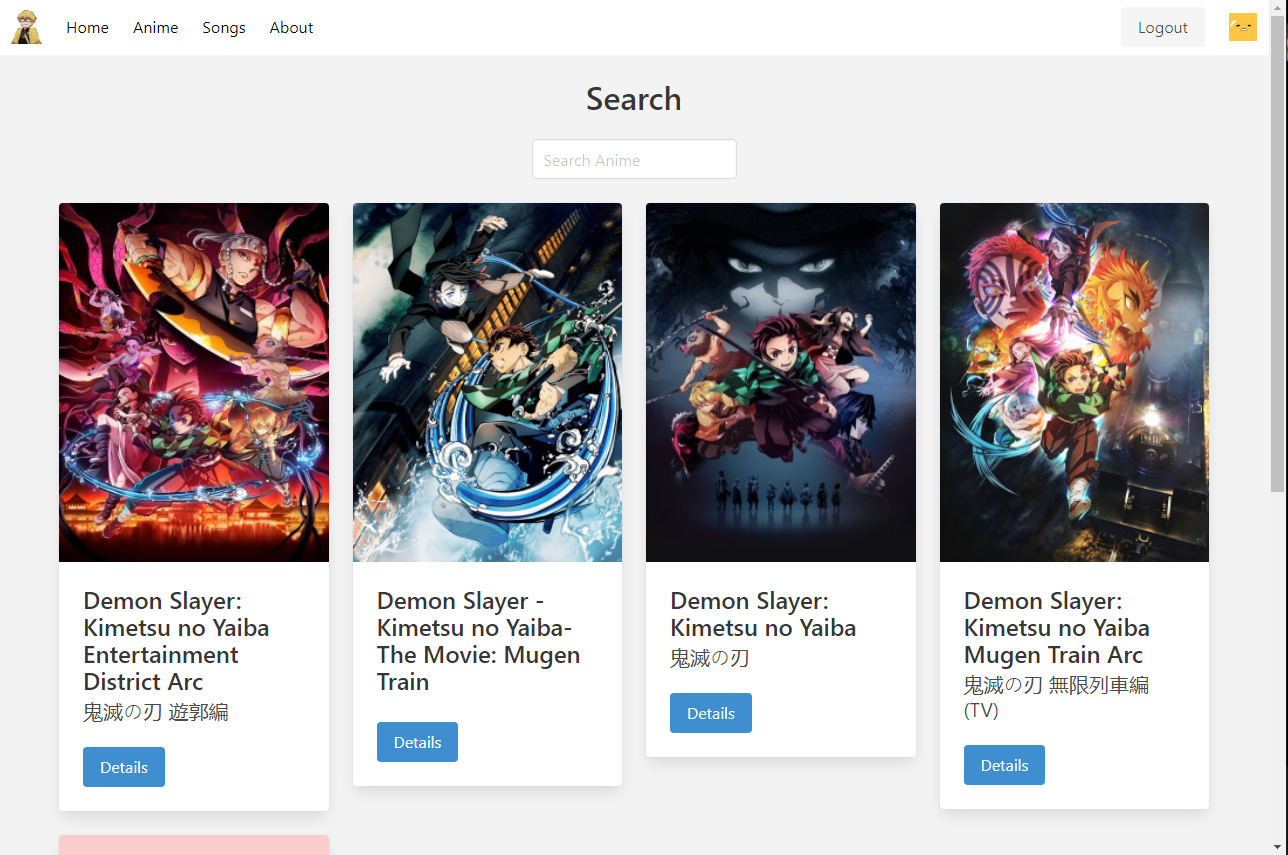 Home Anime Songs About Logout
Search
Search Anime
Demon Slayer:
Kimetsu no Yaiba
Entertainment
District Arc
鬼滅の刃 遊郭編
Details
Demon Slayer -
Kimetsu no Yaiba-
The Movie: Mugen
Train
Details
Demon Slayer:
Kimetsu no Yaiba
鬼滅の刃
Details
Demon Slayer:
Kimetsu no Yaiba
Mugen Train Arc
鬼滅の刃 無限列車編
(TV)
Details